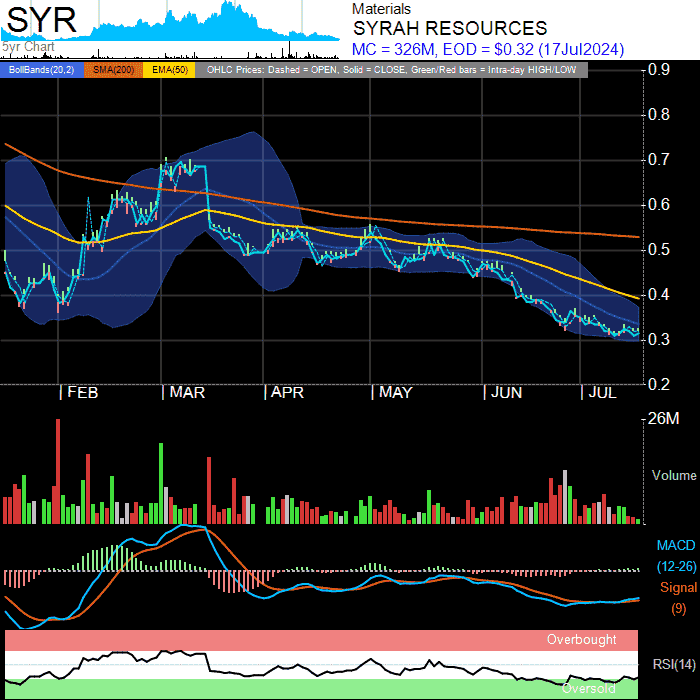 SYR
5yr Chart
Materials
SYRAH RESOURCES
MC = 326M, EOD = $0.32 (17Jul2024)
BollBands(20,2) SMA(200) EMA(50) OHLC Prices: Dashed = OPEN, Solid = CLOSE, Green/Red bars = Intra-day HIGH/LOW
0.9
0.8
0.7
0.6
0.5
0.4
0.3
0.2
FEB MAR APR MAY JUN JUL
26M
Volume
MACD
(12-26)
Signal
(9)
Overbought
RSI(14)
Oversold